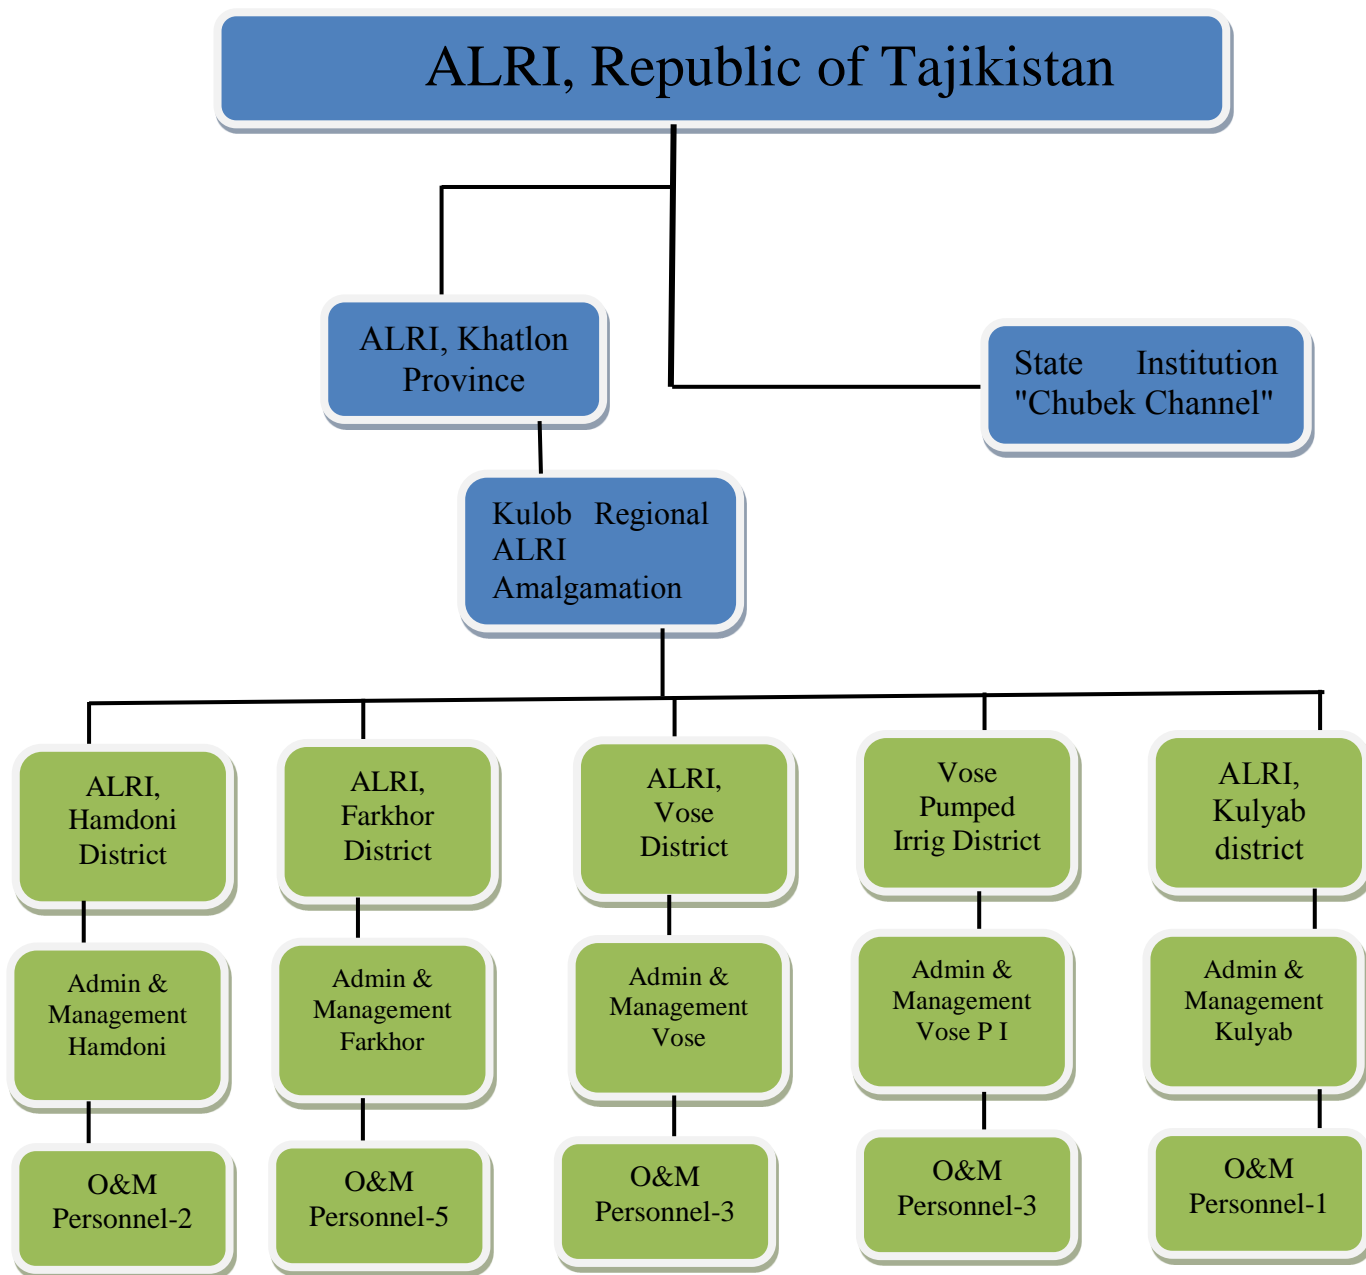 ALRI, Republic of Tajikistan
ALRI, Khatlon
Province
State Institution
"Chubek Channel"
Kulob Regional
ALRI
Amalgamation
ALRI,
Hamdoni
District
ALRI,
Farkhor
District
ALRI,
Vose
District
Vose
Pumped
Irrig District
ALRI,
Kulyab
district
Admin &
Management
Hamdoni
Admin &
Management
Farkhor
Admin &
Management
Vose
Admin &
Management
Vose P I
Admin &
Management
Kulyab
O&M
Personnel-2
O&M
Personnel-5
O&M
Personnel-3
O&M
Personnel-3
O&M
Personnel-1